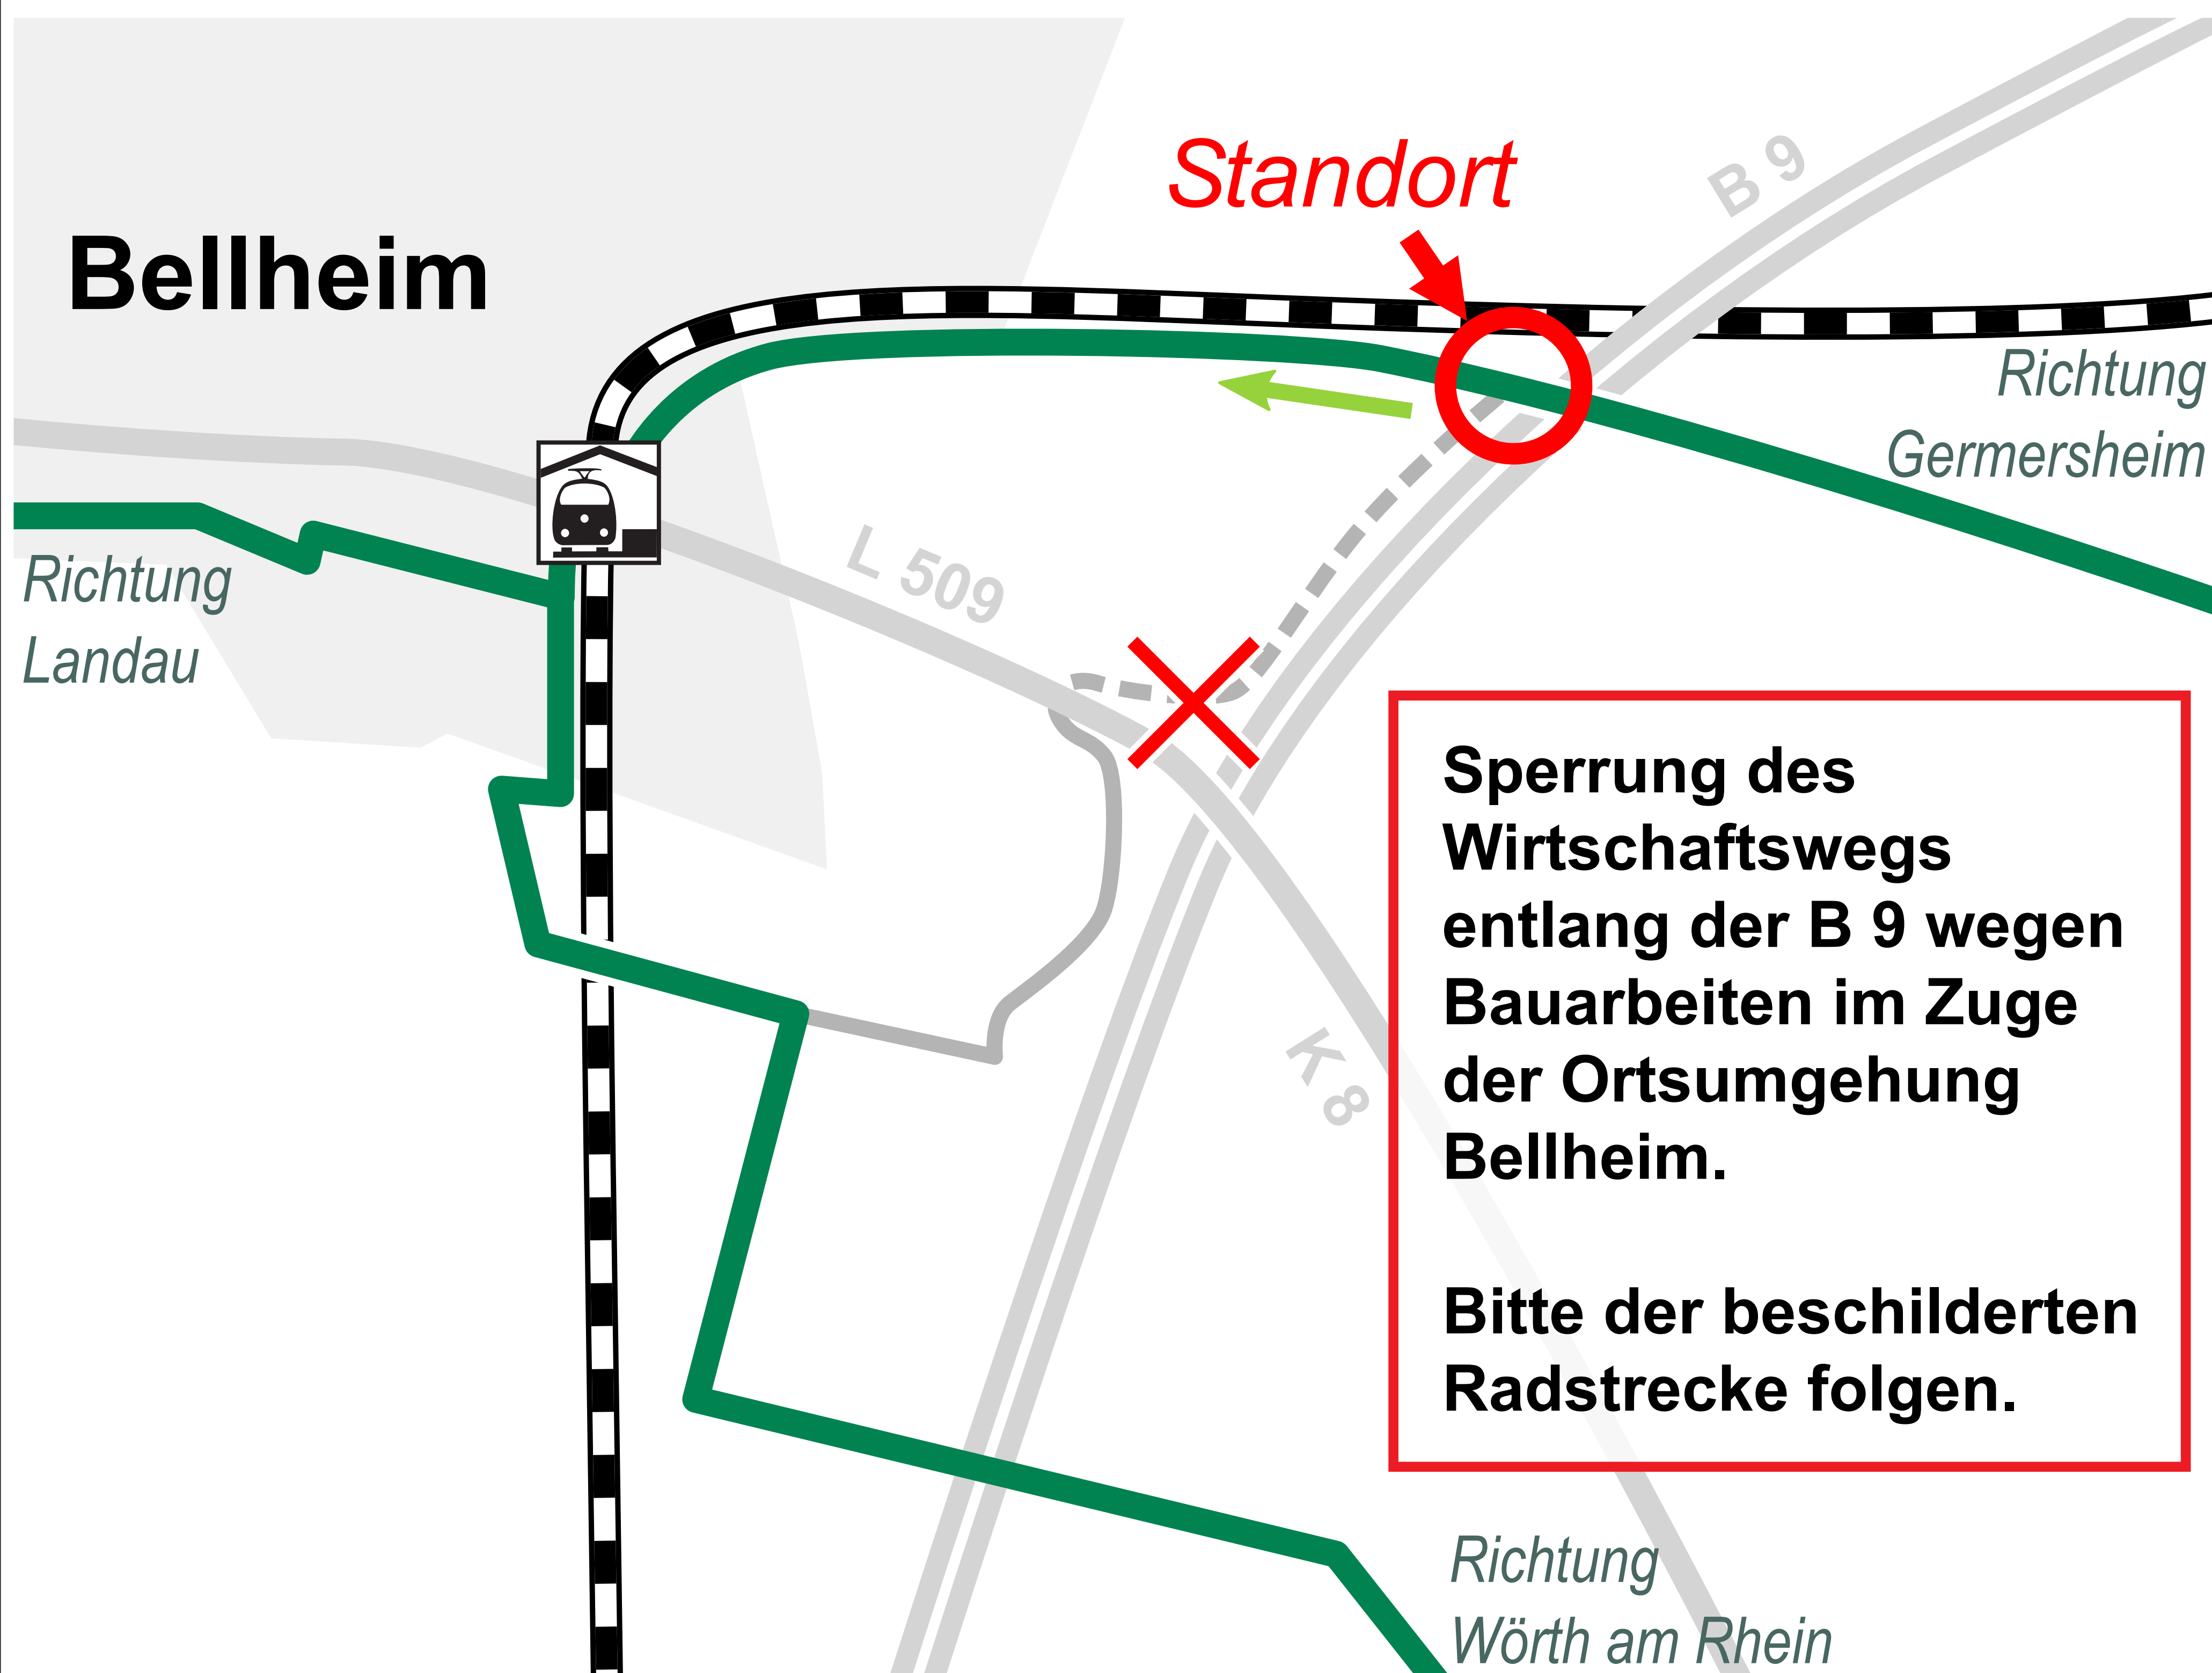 Standort
B 9
Bellheim
Richtung
Germersheim
Richtung
Landau
L 509
K 8
Sperrung des
Wirtschaftswegs
entlang der B 9 wegen
Bauarbeiten im Zuge
der Ortsumgehung
Bellheim.
Bitte der beschilderten
Radstrecke folgen.
Richtung
Wörth am Rhein